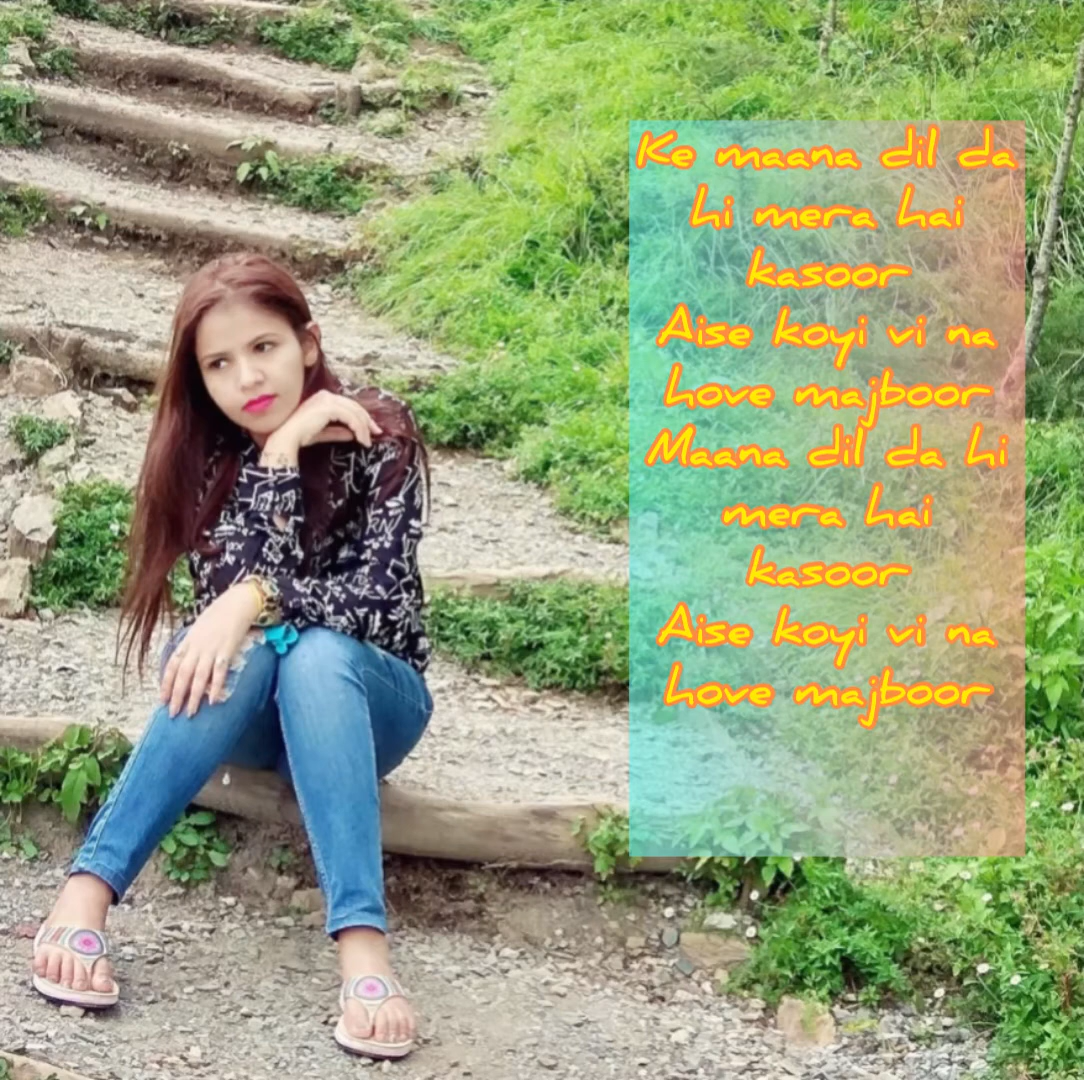 Ke maana dil da
hi mera hai
kasoor
Aise koyi vi na
hove majboor
Maana dil da hi
mera hai
kasoor
Aise koyi vi na
hove majboor